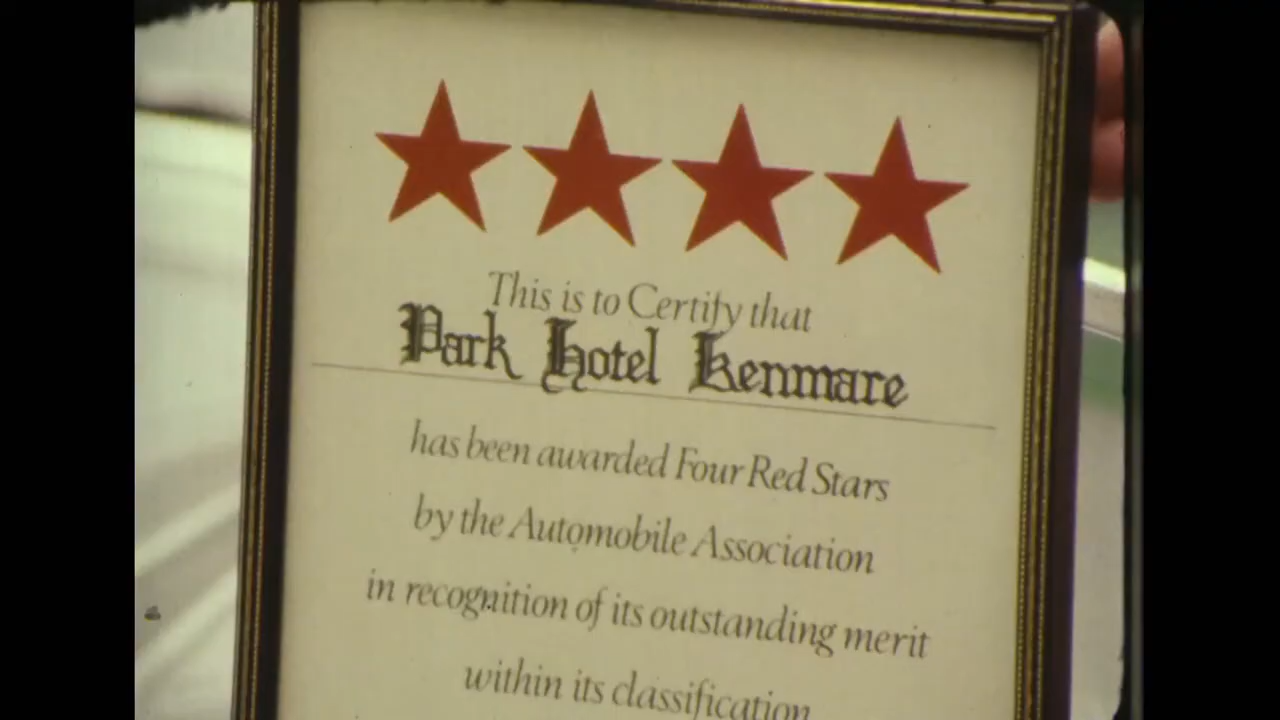 This is to Certify that
Park Hotel Kenmare
has been awarded Four Red Stars
by the Automobile Association
in recognition of its outstanding merit
within its classification